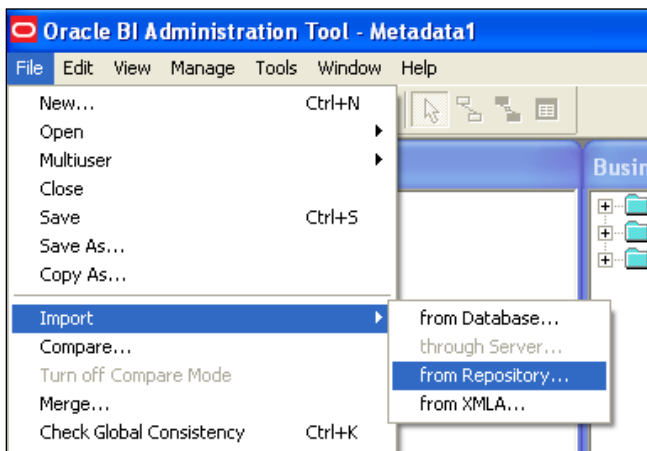 Oracle BI Administration Tool - Metadata1
File Edit View Manage Tools Window Help
New... Ctrl+N
Open
Multiuser
Close
Save Ctrl+S
Save As...
Copy As...
Import
Compare...
Turn off Compare Mode
Merge...
Check Global Consistency Ctrl+K
from Database...
through Server...
from Repository...
from XMLA...